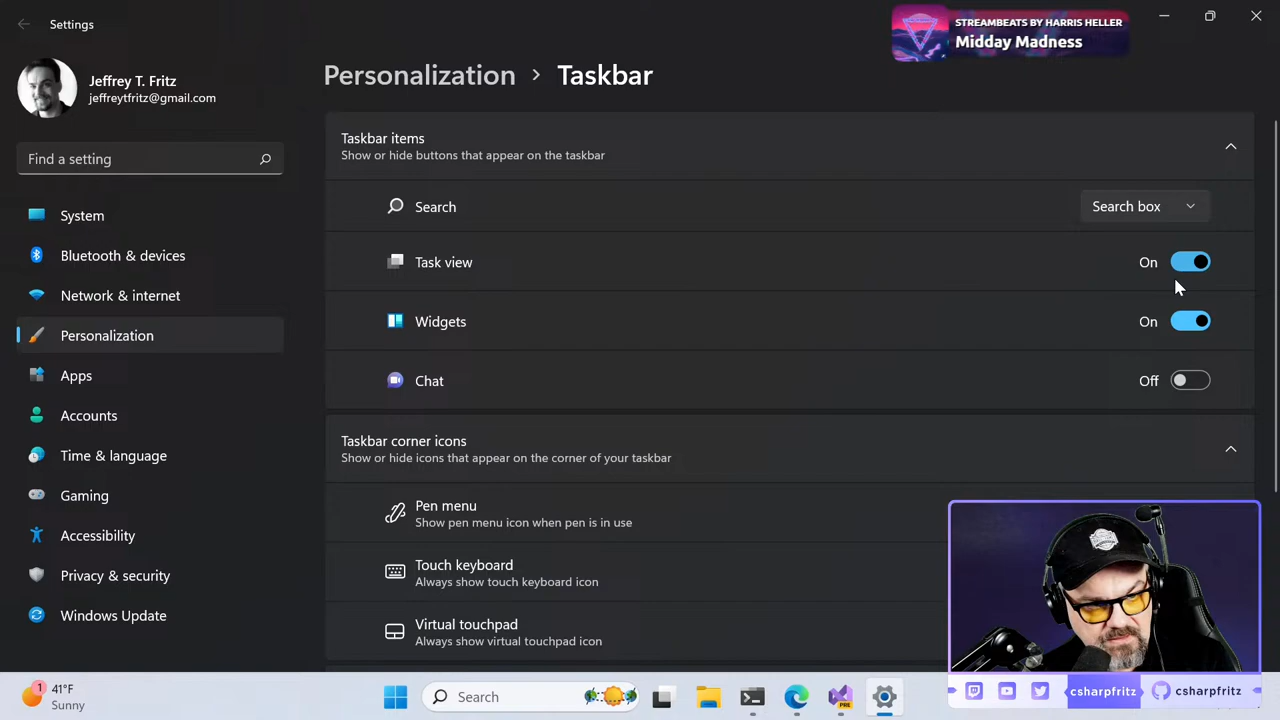 Settings
STREAMBEATS BY HARRIS HELLER
Midday Madness
Jeffrey T. Fritz
jeffreytfritz@gmail.com
Find a setting
System
Bluetooth & devices
Network & internet
Personalization
Apps
Accounts
Time & language
Gaming
Accessibility
Privacy & security
Windows Update
Personalization > Taskbar
Taskbar items
Show or hide buttons that appear on the taskbar
Search
Search box
Task view
On
Widgets
On
Chat
Off
Taskbar corner icons
Show or hide icons that appear on the corner of your taskbar
Pen menu
Show pen menu icon when pen is in use
Touch keyboard
Always show touch keyboard icon
Virtual touchpad
Always show virtual touchpad icon
1
41°F
Sunny
Search
PRE
csharpfritz
csharpfritz